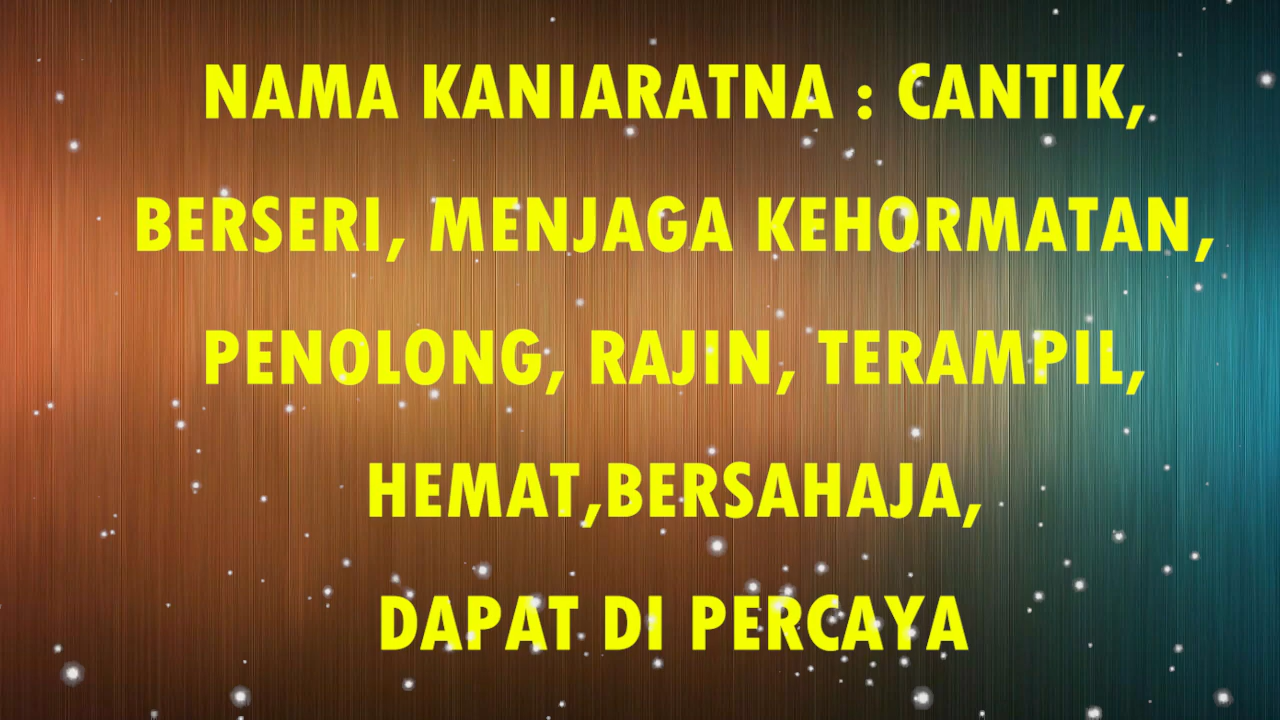 NAMA KANIARATNA : CANTIK,
BERSERI, MENJAGA KEHORMATAN,
PENOLONG, RAJIN, TERAMPIL,
HEMAT,BERSAHAJA,
DAPAT DI PERCAYA